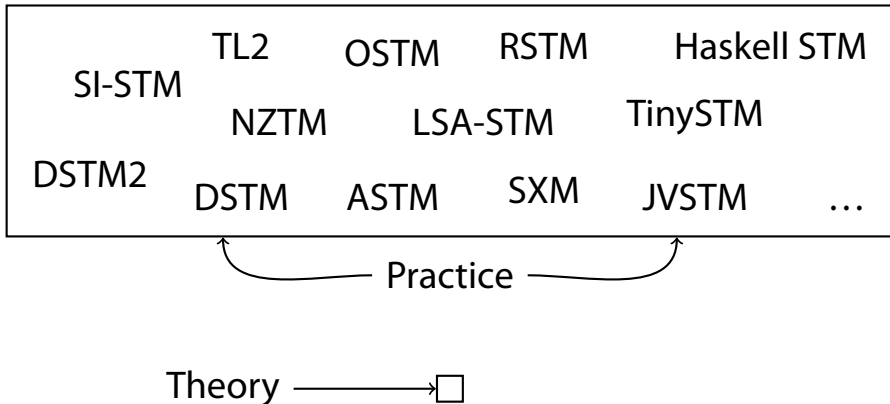 TL2 OSTM RSTM Haskell STM
SI-STM
NZTM LSA-STM TinySTM
DSTM2
DSTM ASTM SXM JVSTM …
Practice
Theory